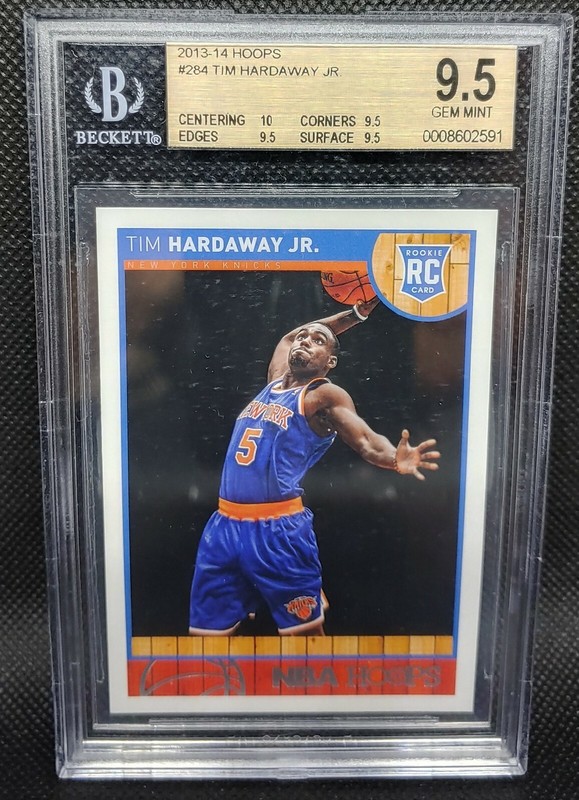 2013-14 HOOPS
#284 TIM HARDAWAY JR.
CENTERING 10 CORNERS 9.5
EDGES 9.5 SURFACE 9.5
9.5
GEM MINT
0008602591
B
BECKETT®
TIM HARDAWAY JR.
NEW YORK KNICKS
ROOKIE
RC
CARD
NEW YORK
5
KNICKS
NBA HOOPS